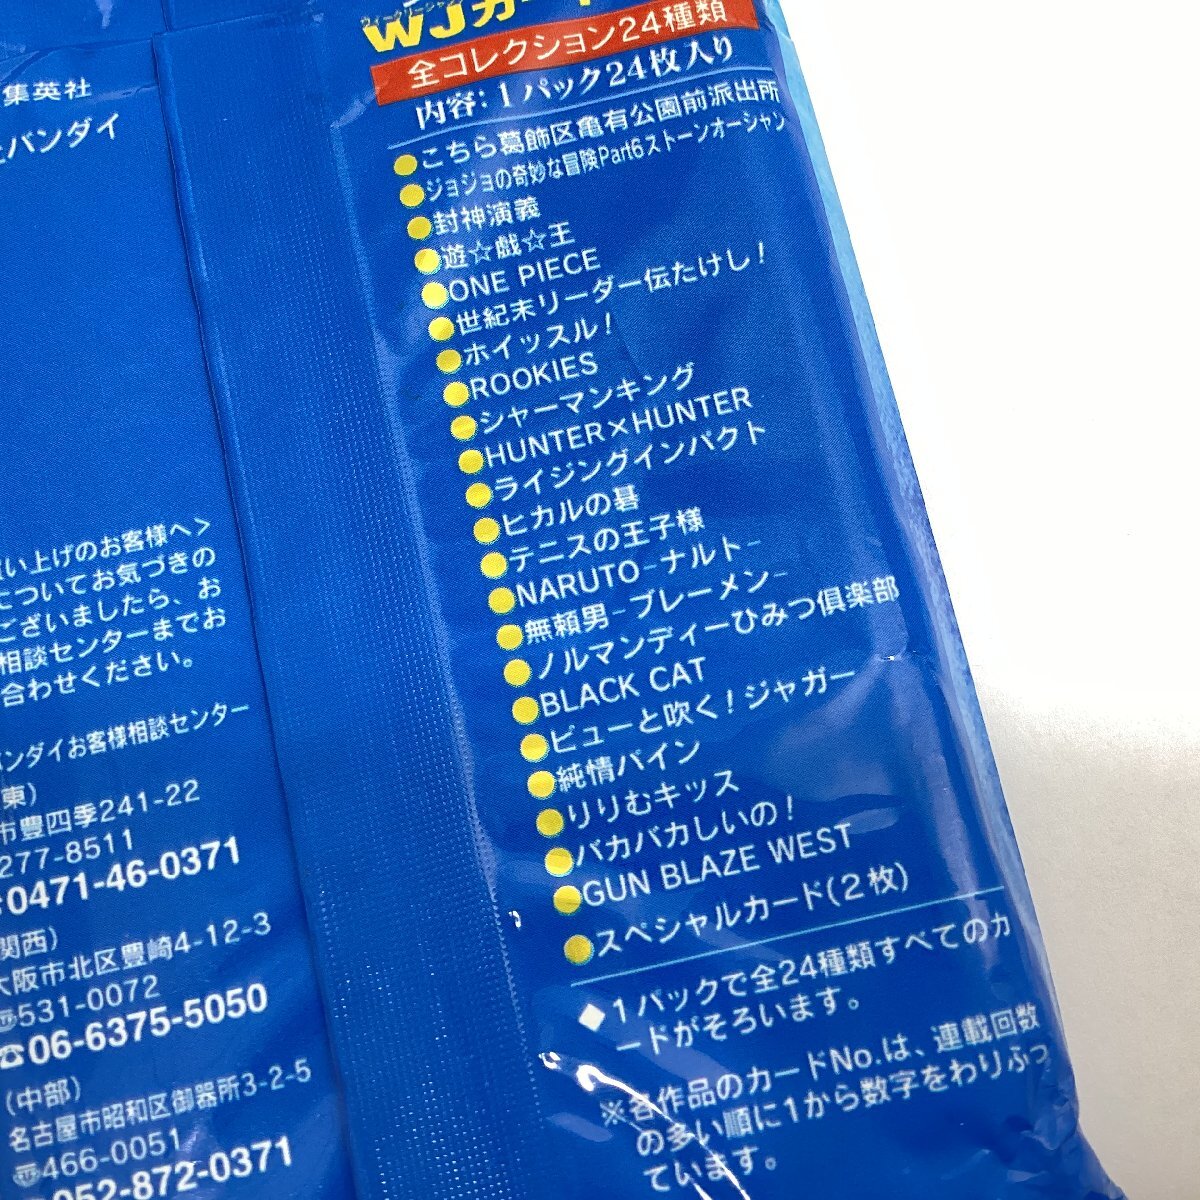 集英社
バンダイ
い上げのお客様へ>
についてお気づきの
ございましたら、お
相談センターまでお
合わせください。
ンダイお客様相談センター
東)
市豊四季241-22
277-8511
0471-46-0371
関西)
大阪市北区豊崎4-12-3
〒531-0072
☎06-6375-5050
(中部)
名古屋市昭和区御器所3-2-5
〒466-0051
052-872-0371
WJカード
全コレクション24種類
内容:1パック24枚入り
●こちら葛飾区亀有公園前派出所
●ジョジョの奇妙な冒険Part6ストーンオーシャン
●封神演義
●遊☆戯☆王
●ONE PIECE
●世紀末リーダー伝たけし!
●ホイッスル!
●ROOKIES
●シャーマンキング
●HUNTER×HUNTER
●ライジングインパクト
●ヒカルの碁
●テニスの王子様
●NARUTO-ナルト-
●無頼男-ブレーメン-
●ノルマンディーひみつ倶楽部
●BLACK CAT
●ピューと吹く!ジャガー
●純情パイン
●りりむキッス
●バカバカしいの!
●GUN BLAZE WEST
●スペシャルカード(2枚)
◆1パックで全24種類すべてのカ
ードがそろいます。
※各作品のカードNo.は、連載回数
の多い順に1から数字をわりふっ
ています。